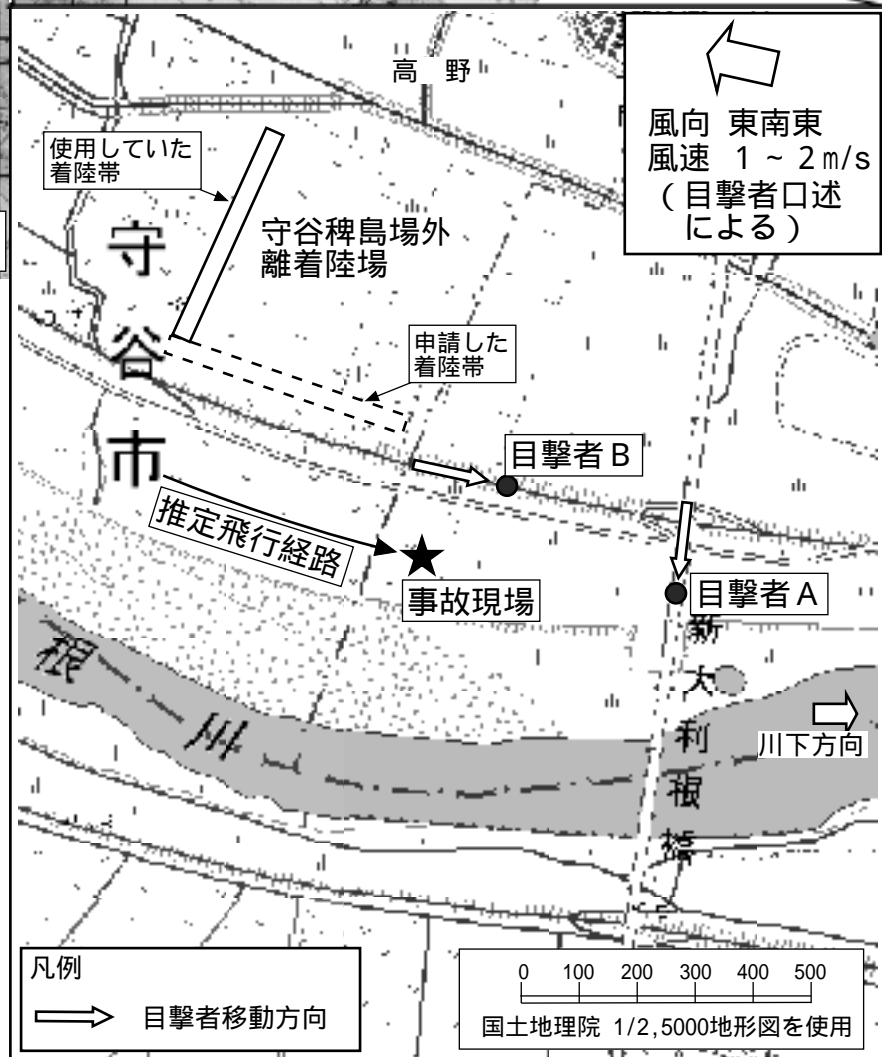 高 野
風向 東南東
風速 1 ~ 2m/s
(目撃者口述
による)
使用していた
着陸帯
守谷稗島場外
離着陸場
守谷市
申請した
着陸帯
目撃者B
推定飛行経路
事故現場
目撃者A
新大利根橋
根川
川下方向
凡例
目撃者移動方向
0 100 200 300 400 500
国土地理院 1/2,5000地形図を使用